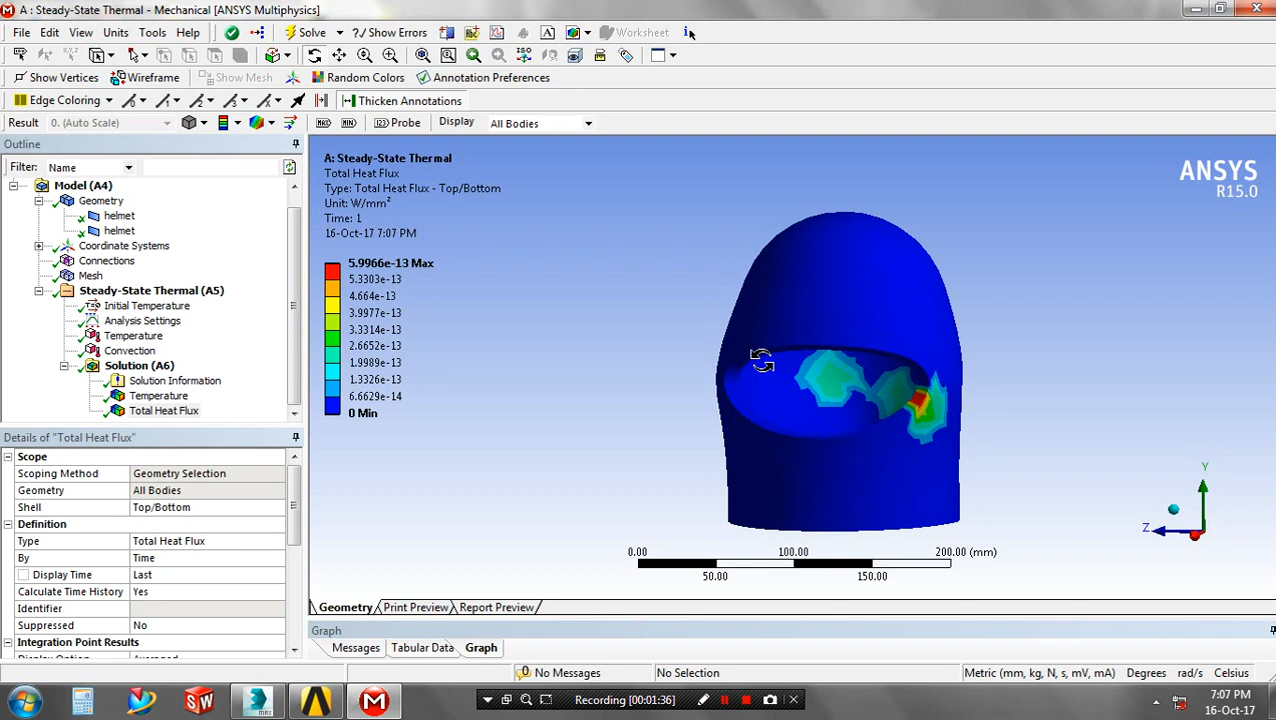 A : Steady-State Thermal - Mechanical [ANSYS Multiphysics]
File Edit View Units Tools Help Solve ?/ Show Errors A Worksheet i
ISO
Show Vertices Wireframe Show Mesh Random Colors Annotation Preferences
Edge Coloring Thicken Annotations
Result 0. (Auto Scale) MAX MIN Probe Display All Bodies
Outline
Filter: Name
Model (A4)
Geometry
helmet
helmet
Coordinate Systems
Connections
Mesh
Steady-State Thermal (A5)
Initial Temperature
Analysis Settings
Temperature
Convection
Solution (A6)
Solution Information
Temperature
Total Heat Flux
Details of "Total Heat Flux"
Scope
Scoping Method Geometry Selection
Geometry All Bodies
Shell Top/Bottom
Definition
Type Total Heat Flux
By Time
Display Time Last
Calculate Time History Yes
Identifier
Suppressed No
Integration Point Results
A: Steady-State Thermal
Total Heat Flux
Type: Total Heat Flux - Top/Bottom
Unit: W/mm²
Time: 1
16-Oct-17 7:07 PM
5.9966e-13 Max
5.3303e-13
4.664e-13
3.9977e-13
3.3314e-13
2.6652e-13
1.9989e-13
1.3326e-13
6.6629e-14
0 Min
ANSYS
R15.0
Y
Z
0.00 100.00 200.00 (mm)
50.00 150.00
Geometry Print Preview Report Preview
Graph
Messages Tabular Data Graph
0 No Messages No Selection Metric (mm, kg, N, s, mV, mA) Degrees rad/s Celsius
SW Recording [00:01:36] 7:07 PM
16-Oct-17